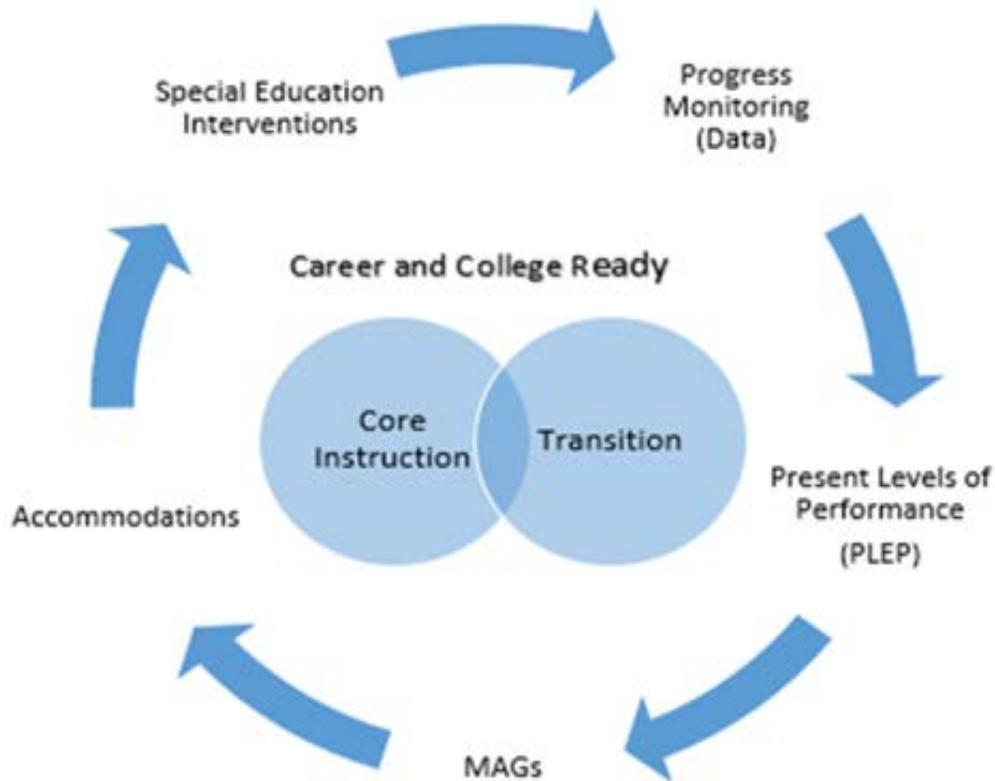 Special Education
Interventions
Progress
Monitoring
(Data)
Career and College Ready
Core
Instruction
Transition
Accommodations
Present Levels of
Performance
(PLEP)
MAGs